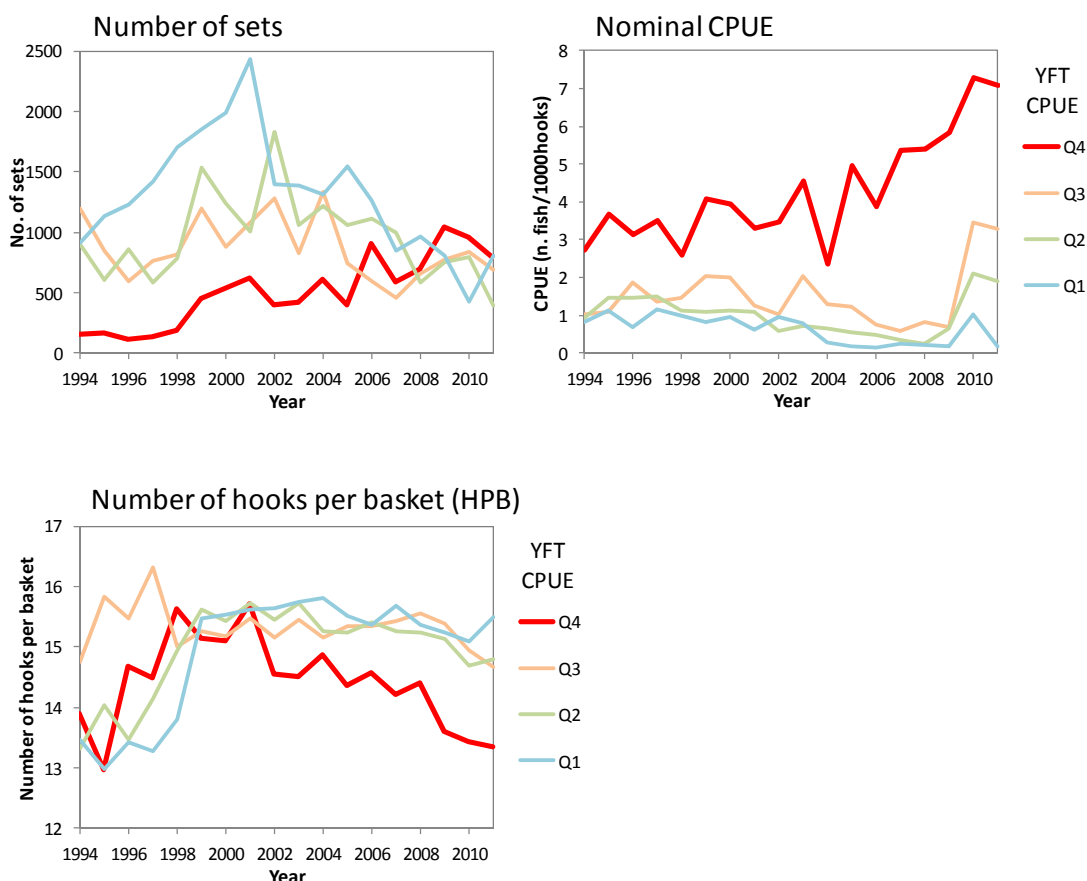 Number of sets
2500
2000
1500
1000
500
0
No. of sets
1994 1996 1998 2000 2002 2004 2006 2008 2010
Year
Nominal CPUE
8
7
6
5
4
3
2
1
0
CPUE (n. fish/1000hooks)
1994 1996 1998 2000 2002 2004 2006 2008 2010
Year
YFT
CPUE
Q4
Q3
Q2
Q1
Number of hooks per basket (HPB)
17
16
15
14
13
12
Number of hooks per basket
1994 1996 1998 2000 2002 2004 2006 2008 2010
Year
YFT
CPUE
Q4
Q3
Q2
Q1